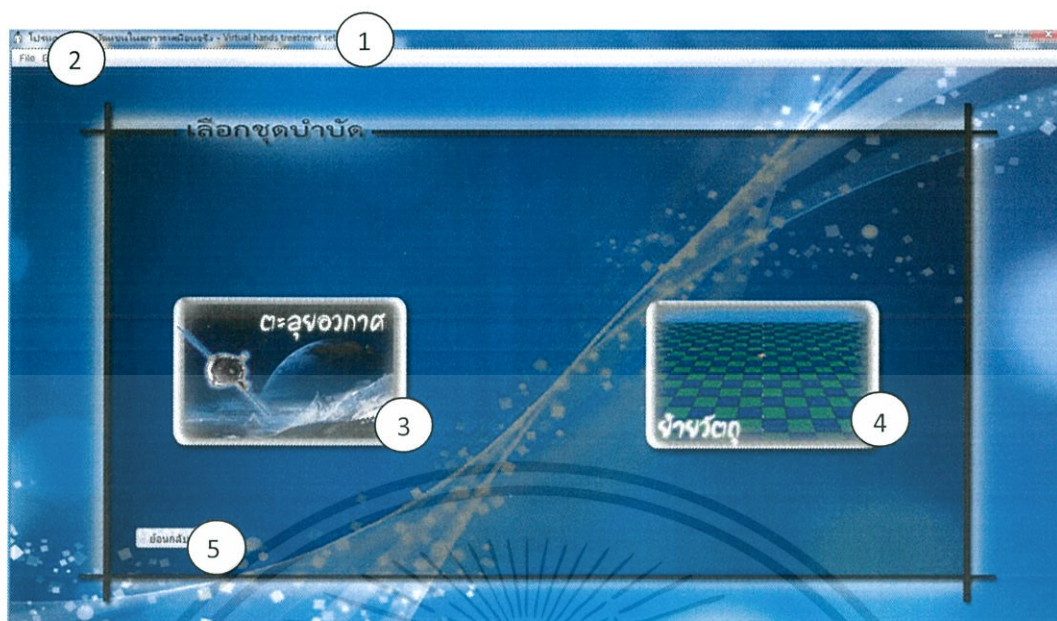 - Virtual hands treatment set
1
File
2
เลือกชุดบำบัด
ตะลุยอวกาศ
3
ย้ายวัตถุ
4
ย้อนกลับ
5